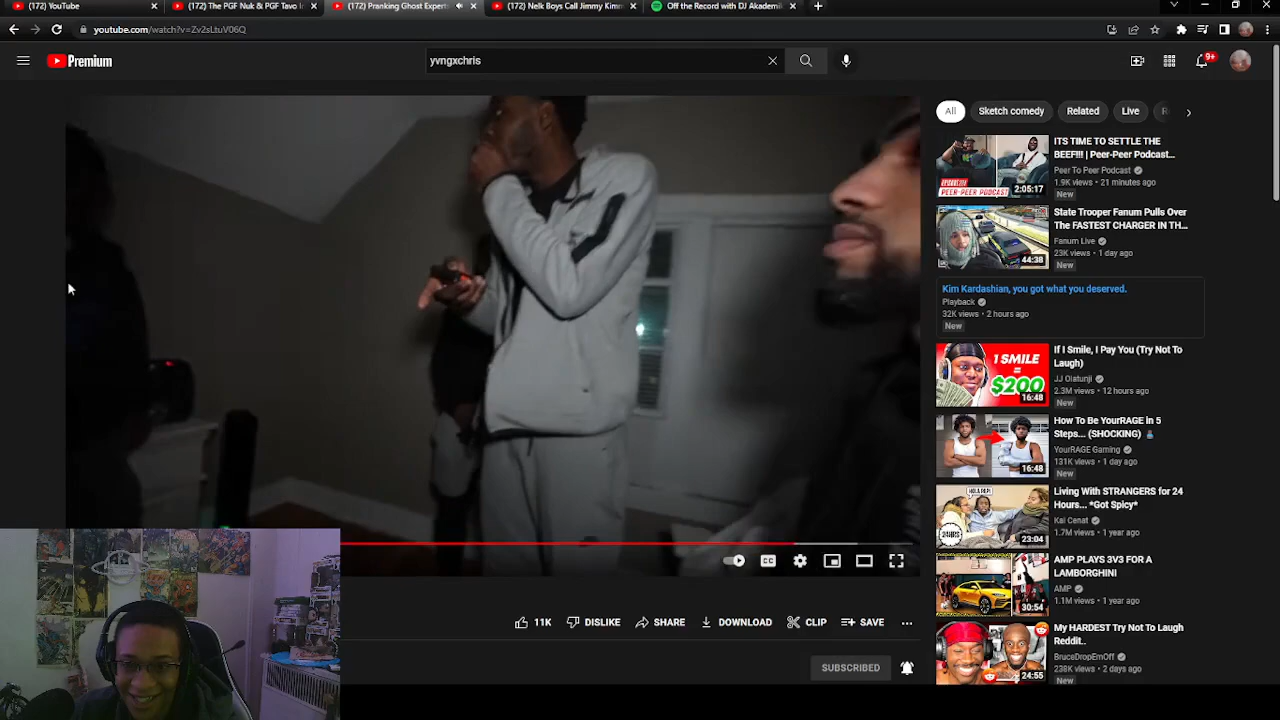 (172) YouTube
(172) The PGF Nuk & PGF Tavo I
(172) Pranking Ghost Expert
(172) Nelk Boys Call Jimmy Kimm
Off the Record with DJ Akademi
youtube.com/watch?v=Zv2sLtuV06Q
Premium
yvngxchris
9+
All
Sketch comedy
Related
Live
ITS TIME TO SETTLE THE
BEEF!!! | Peer-Peer Podcast...
Peer To Peer Podcast
1.9K views • 21 minutes ago
New
PEER-PEER PODCAST
2:05:17
State Trooper Fanum Pulls Over
The FASTEST CHARGER IN TH...
Fanum Live
23K views • 1 day ago
New
44:38
Kim Kardashian, you got what you deserved.
Playback
32K views • 2 hours ago
New
If I Smile, I Pay You (Try Not To
Laugh)
JJ Olatunji
2.3M views • 12 hours ago
New
1 SMILE
=
$200
16:48
How To Be YourRAGE in 5
Steps... (SHOCKING)
YourRAGE Gaming
131K views • 1 day ago
New
16:48
Living With STRANGERS for 24
Hours... *Got Spicy*
Kai Cenat
1.7M views • 1 year ago
24HRS
23:04
AMP PLAYS 3V3 FOR A
LAMBORGHINI
AMP
1.1M views • 1 year ago
30:54
My HARDEST Try Not To Laugh
Reddit..
BruceDropEmOff
238K views • 2 days ago
New
24:55
CC
11K
DISLIKE
SHARE
DOWNLOAD
CLIP
SAVE
SUBSCRIBED